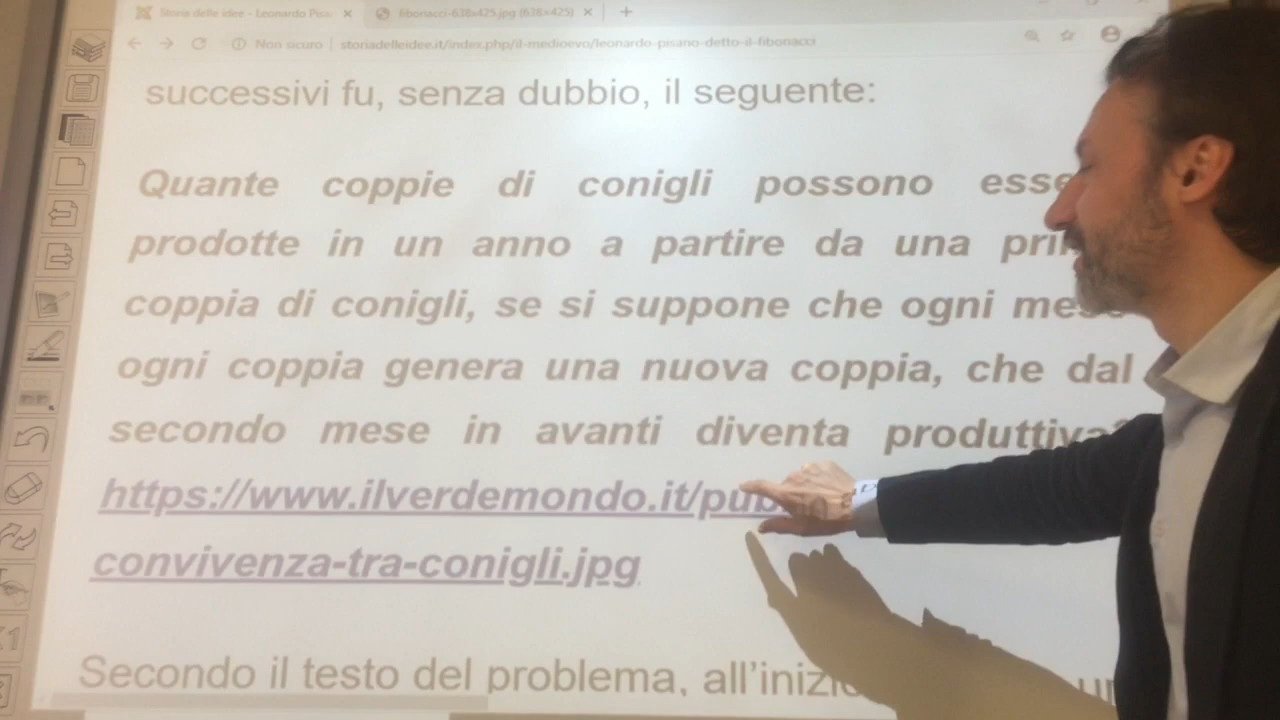 Storia delle idee - Leonardo Pisa
Fibonacci-638x425.jpg (638×425)
Non sicuro | storiadelleidee.it/index.php/il-medioevo/leonardo-pisano-detto-il-fibonacci
successivi fu, senza dubbio, il seguente:
Quante coppie di conigli possono esse
prodotte in un anno a partire da una pri
coppia di conigli, se si suppone che ogni mese
ogni coppia genera una nuova coppia, che dal
secondo mese in avanti diventa produttiva?
https://www.ilverdemondo.it/pub
convivenza-tra-conigli.jpg
Secondo il testo del problema, all'inizio